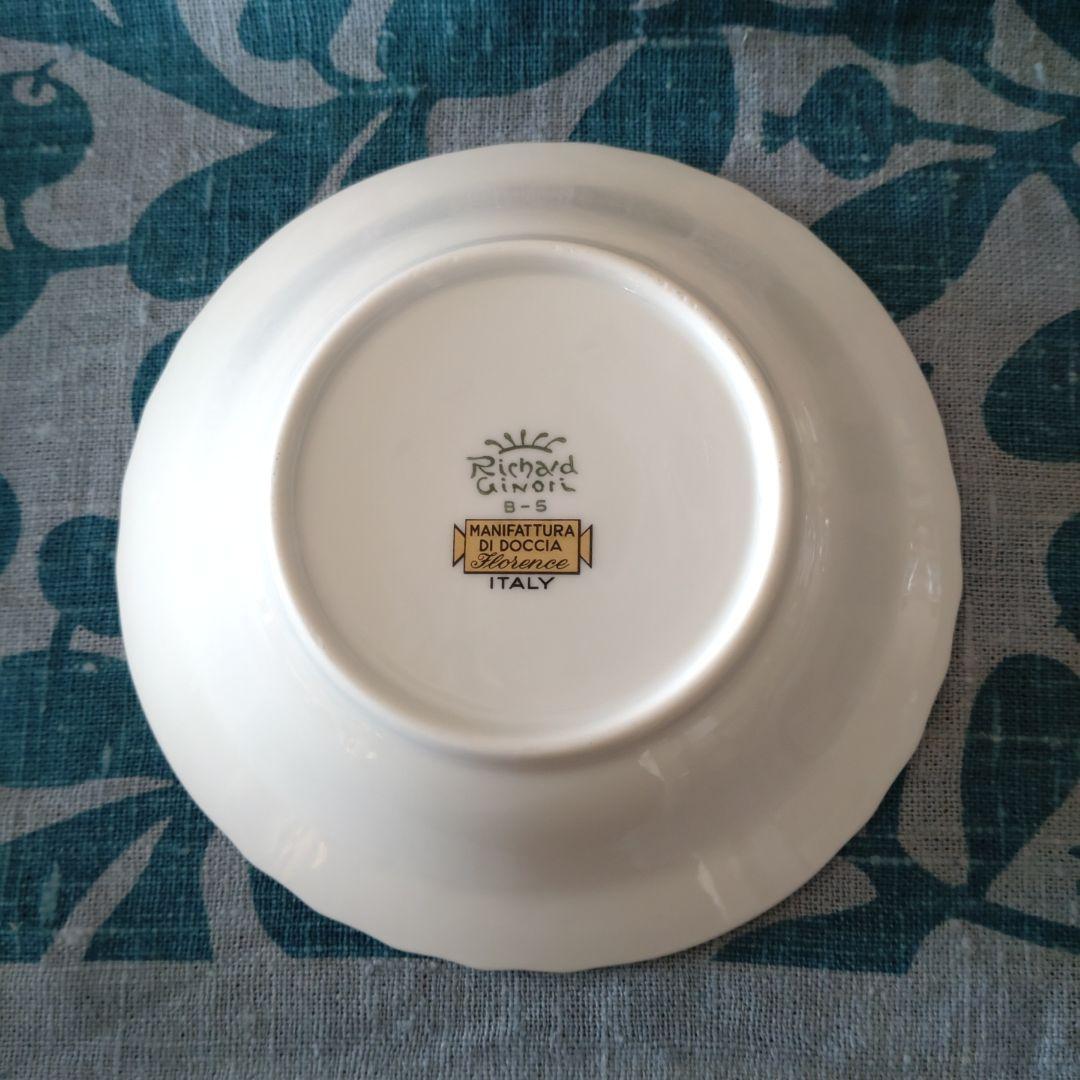 Richard
Ginori
B-5
MANIFATTURA
DI DOCCIA
Florence
ITALY